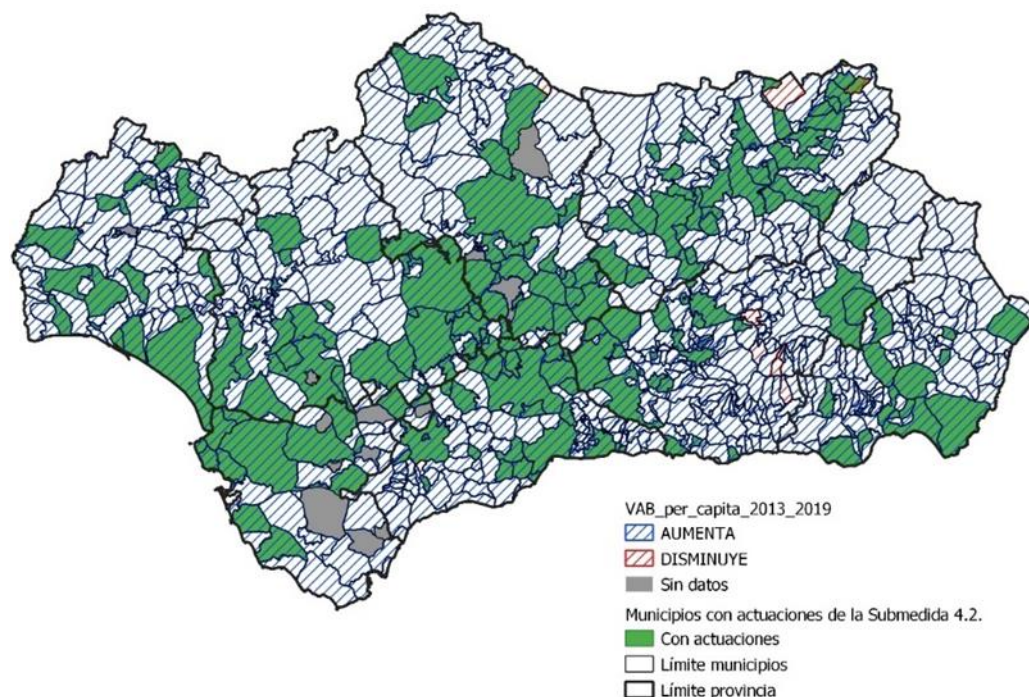 VAB_per_capita_2013_2019
AUMENTA
DISMINUYE
Sin datos
Municipios con actuaciones de la Submedida 4.2.
Con actuaciones
Límite municipios
Límite provincia